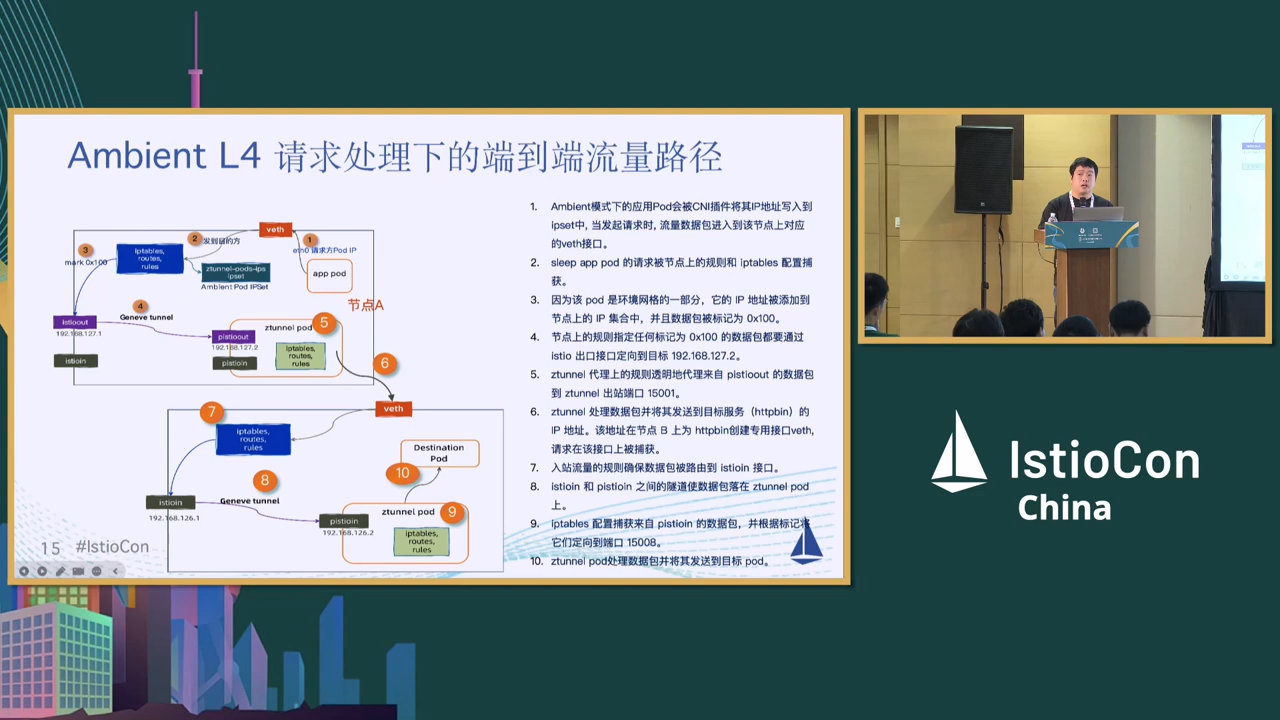 Ambient L4 请求处理下的端到端流量路径
veth
1
eth0 请求方Pod IP
app pod
2
发到目的方
3
mark 0x100
iptables,
routes,
rules
ztunnel-pods-ips
ipset
Ambient Pod IPSet
节点A
4
Geneve tunnel
istioout
192.168.127.1
istioin
ztunnel pod
5
pistioout
192.168.127.2
pistioin
iptables,
routes,
rules
6
veth
7
iptables,
routes,
rules
Destination
Pod
10
8
Geneve tunnel
istioin
192.168.126.1
ztunnel pod
9
pistioin
192.168.126.2
iptables,
routes,
rules
15 #IstioCon
1. Ambient模式下的应用Pod会被CNI插件将其IP地址写入到
ipset中, 当发起请求时, 流量数据包进入到该节点上对应
的veth接口。
2. sleep app pod 的请求被节点上的规则和 iptables 配置捕
获。
3. 因为该 pod 是环境网格的一部分，它的 IP 地址被添加到
节点上的 IP 集合中，并且数据包被标记为 0x100。
4. 节点上的规则指定任何标记为 0x100 的数据包都要通过
istio 出口接口定向到目标 192.168.127.2。
5. ztunnel 代理上的规则透明地代理来自 pistioout 的数据包
到 ztunnel 出站端口 15001。
6. ztunnel 处理数据包并将其发送到目标服务（httpbin）的
IP 地址。该地址在节点 B 上为 httpbin创建专用接口veth,
请求在该接口上被捕获。
7. 入站流量的规则确保数据包被路由到 istioin 接口。
8. istioin 和 pistioin 之间的隧道使数据包落在 ztunnel pod
上。
9. Iptables 配置捕获来自 pistioin 的数据包，并根据标记将
它们定向到端口 15008。
10. ztunnel pod处理数据包并将其发送到目标 pod。
IstioCon
China